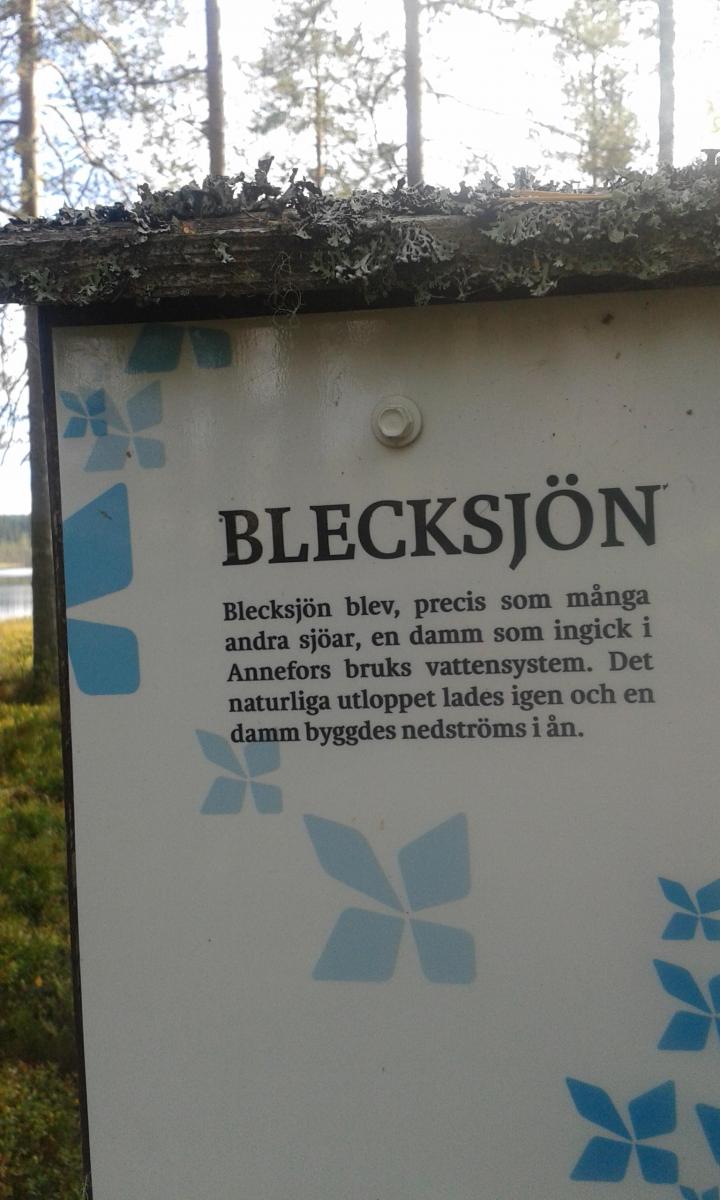 BLECKSJÖN
Blecksjön blev, precis som många
andra sjöar, en damm som ingick i
Annefors bruks vattensystem. Det
naturliga utloppet lades igen och en
damm byggdes nedströms i ån.